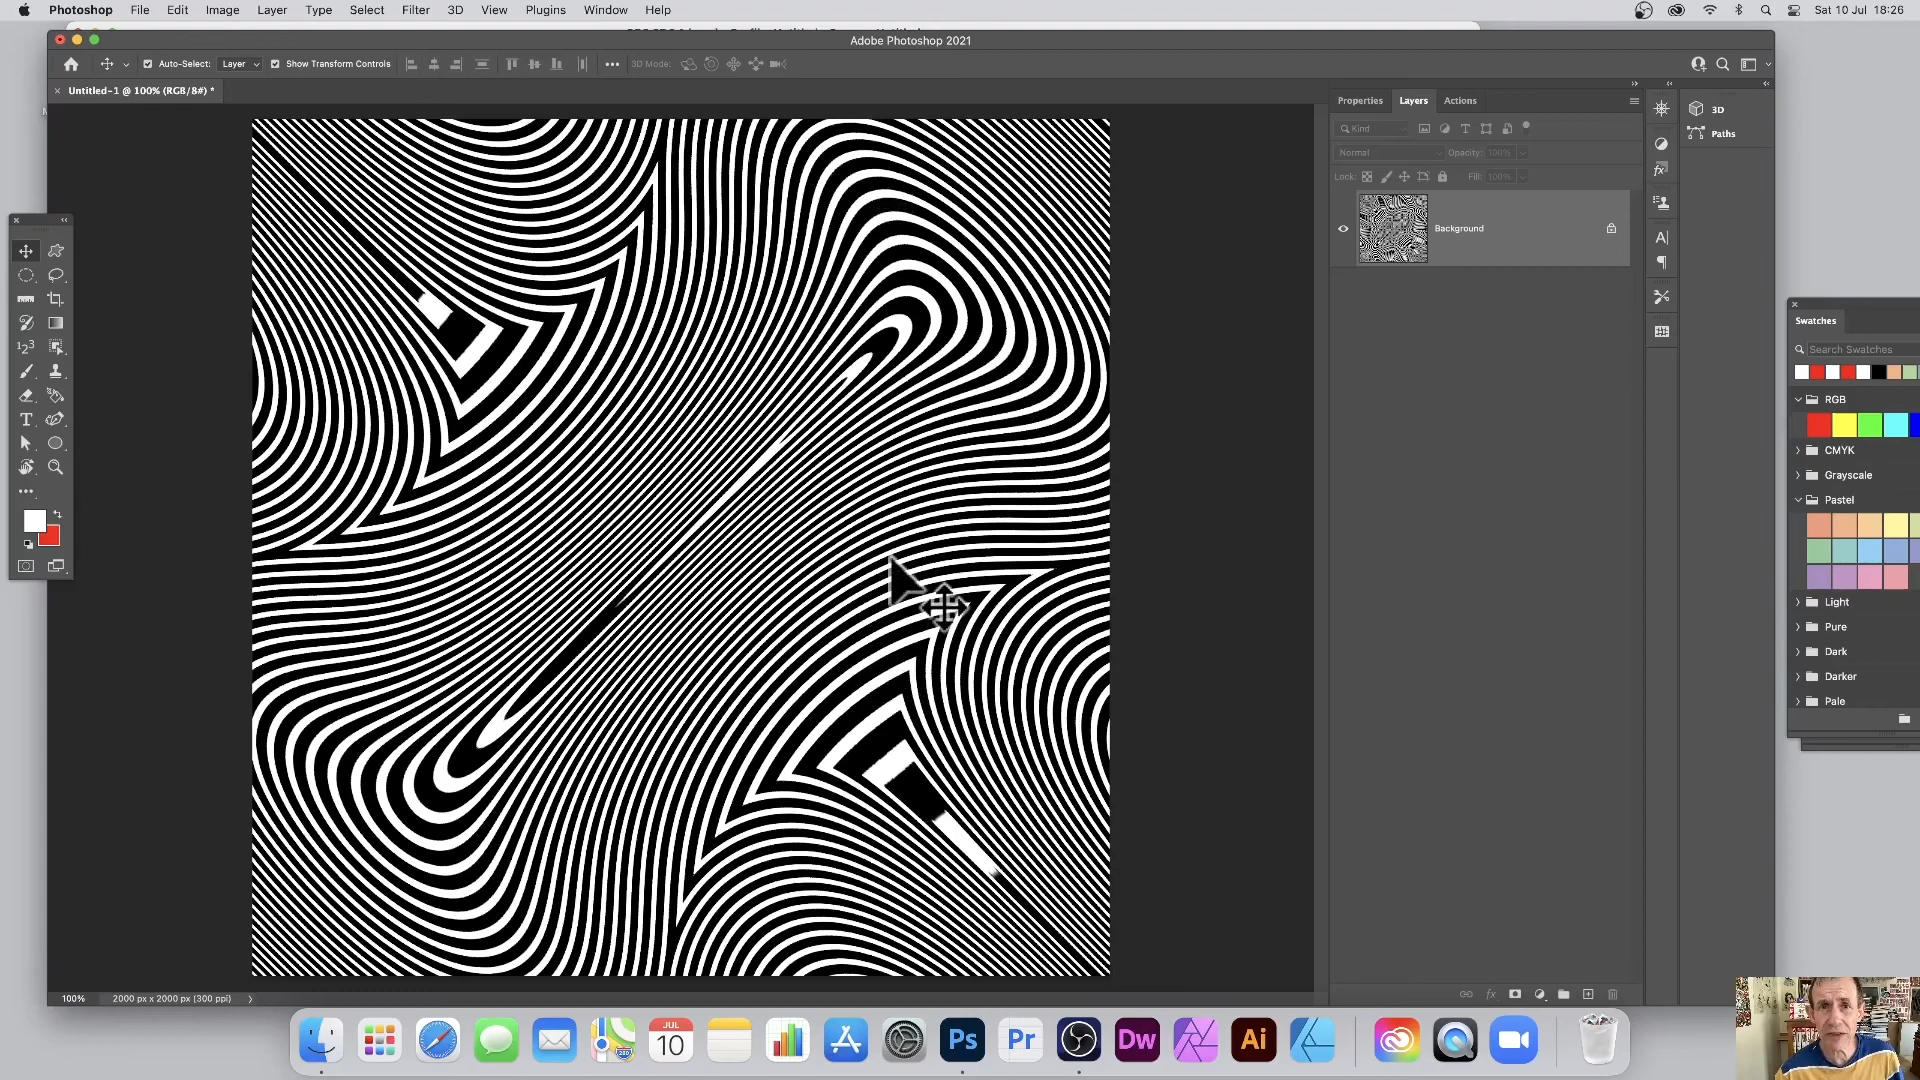 Photoshop File Edit Image Layer Type Select Filter 3D View Plugins Window Help Sat 10 Jul 18:26
Adobe Photoshop 2021
Auto-Select: Layer Show Transform Controls 3D Mode:
Untitled-1 @ 100% (RGB/8#) *
Properties Layers Actions
3D
Kind
Paths
Normal Opacity: 100%
Lock: Fill: 100%
Background
Swatches
Search Swatches
RGB
CMYK
Grayscale
Pastel
Light
Pure
Dark
Darker
Pale
100% 2000 px x 2000 px (300 ppi)
JUL
10
280
Ps Pr Dw Ai